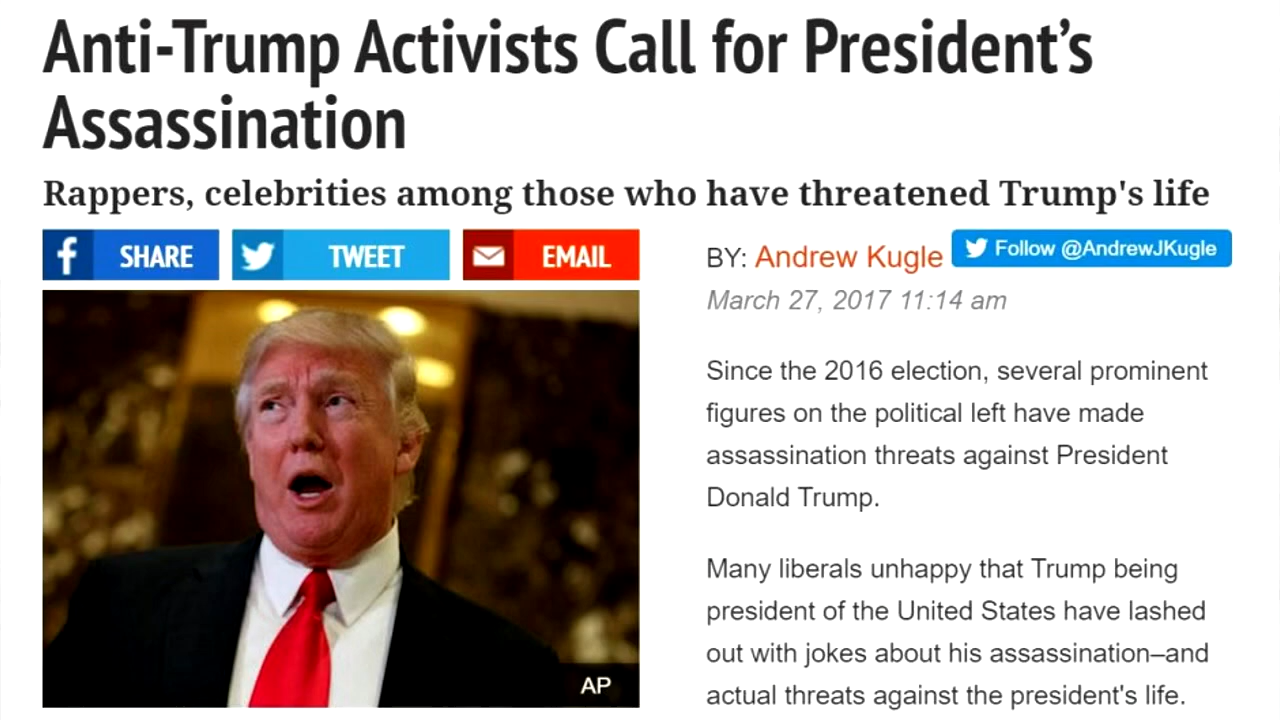 Anti-Trump Activists Call for President’s
Assassination
Rappers, celebrities among those who have threatened Trump's life
SHARE
TWEET
EMAIL
BY: Andrew Kugle
Follow @AndrewJKugle
March 27, 2017 11:14 am
Since the 2016 election, several prominent
figures on the political left have made
assassination threats against President
Donald Trump.
Many liberals unhappy that Trump being
president of the United States have lashed
out with jokes about his assassination–and
actual threats against the president's life.
AP